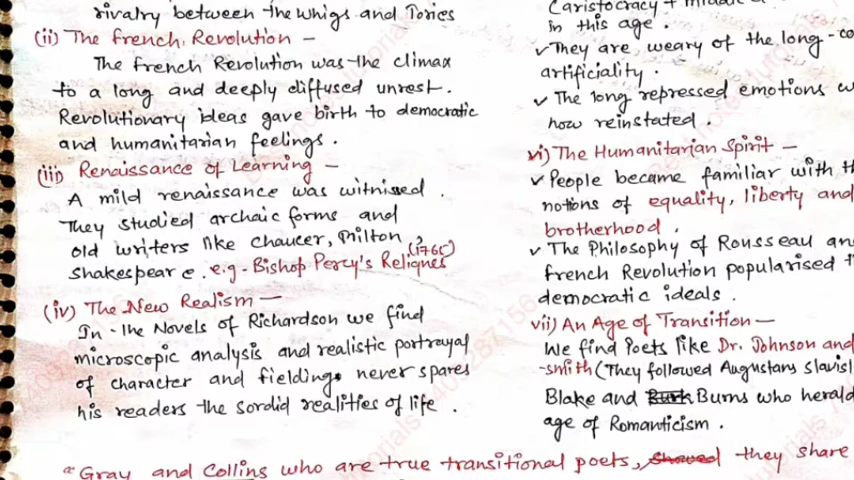 rivalry between the Whigs and Tories
(ii) The French Revolution –
The french Revolution was the climax
to a long and deeply diffused unrest.
Revolutionary ideas gave birth to democratic
and humanitarian feelings.
(iii) Renaissance of Learning –
A mild renaissance was witnissed.
They studied archaic forms and
old writers like Chaucer, Milton,
Shakespeare. e.g - Bishop Percy's Reliques (1765)
(iv) The New Realism –
In the Novels of Richardson we find
microscopic analysis and realistic portrayal
of character and fielding never spares
his readers the sordid realities of life.
in this age.
✓ They are weary of the long-co
artificiality.
✓ The long repressed emotions w
now reinstated.
vi) The Humanitarian Spirit –
✓ People became familiar with th
notions of equality, liberty and
brotherhood.
✓ The Philosophy of Rousseau an
french Revolution popularised t
democratic ideals.
vii) An Age of Transition –
We find Poets like Dr. Johnson and
-smith (They followed Augustans slavisl
Blake and Burns who herald
age of Romanticism.
"Gray and Collins who are true transitional poets, they share